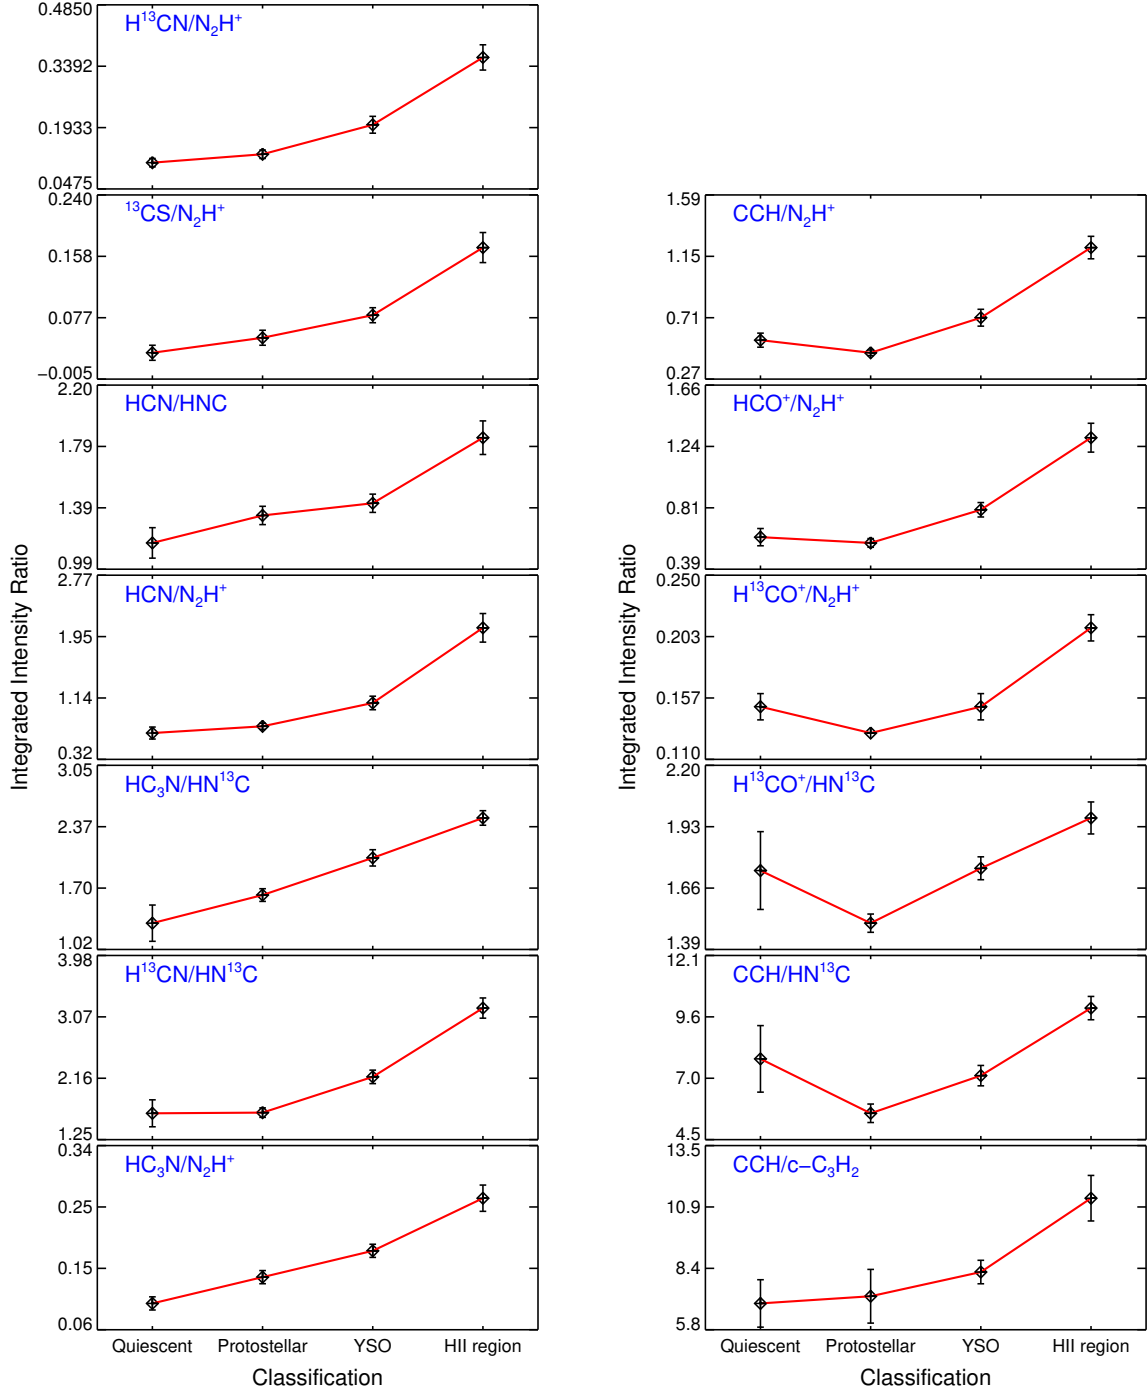 H¹³CN/N₂H⁺
0.4850
0.3392
0.1933
0.0475
¹³CS/N₂H⁺
0.240
0.158
0.077
−0.005
HCN/HNC
2.20
1.79
1.39
0.99
HCN/N₂H⁺
2.77
1.95
1.14
0.32
HC₃N/HN¹³C
3.05
2.37
1.70
1.02
H¹³CN/HN¹³C
3.98
3.07
2.16
1.25
HC₃N/N₂H⁺
0.34
0.25
0.15
0.06
Integrated Intensity Ratio
Quiescent Protostellar YSO HII region
Classification
CCH/N₂H⁺
1.59
1.15
0.71
0.27
HCO⁺/N₂H⁺
1.66
1.24
0.81
0.39
H¹³CO⁺/N₂H⁺
0.250
0.203
0.157
0.110
H¹³CO⁺/HN¹³C
2.20
1.93
1.66
1.39
CCH/HN¹³C
12.1
9.6
7.0
4.5
CCH/c−C₃H₂
13.5
10.9
8.4
5.8
Integrated Intensity Ratio
Quiescent Protostellar YSO HII region
Classification